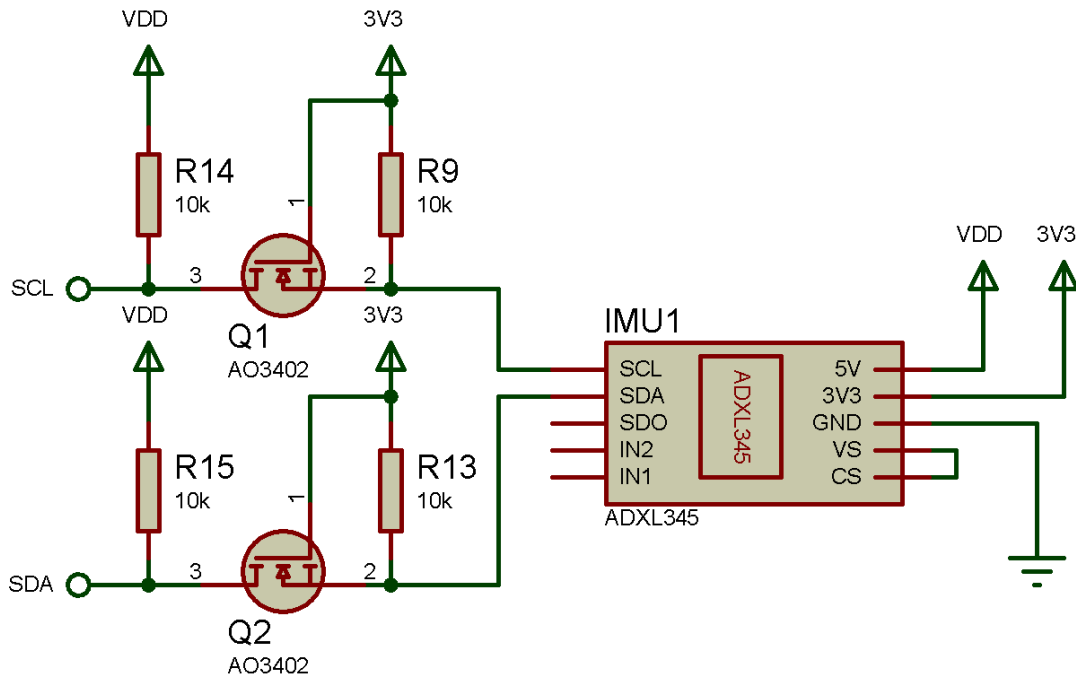 VDD
3V3
R14
10k
1
R9
10k
SCL
3
2
Q1
AO3402
VDD
3V3
R15
10k
1
R13
10k
SDA
3
2
Q2
AO3402
VDD
3V3
IMU1
SCL
SDA
SDO
IN2
IN1
ADXL345
5V
3V3
GND
VS
CS
ADXL345